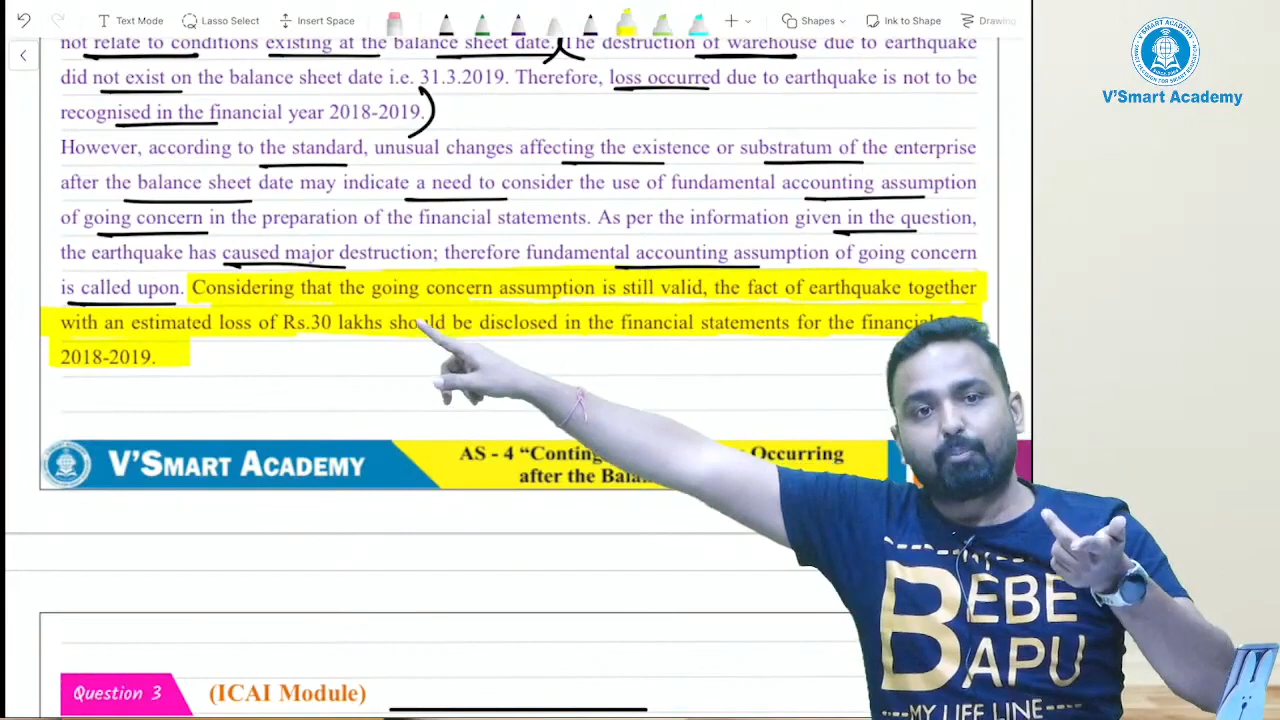 Text Mode
Lasso Select
Insert Space
Shapes
Ink to Shape
Drawing
V'SMART ACADEMY
V'Smart Academy
not relate to conditions existing at the balance sheet date. The destruction of warehouse due to earthquake
did not exist on the balance sheet date i.e. 31.3.2019. Therefore, loss occurred due to earthquake is not to be
recognised in the financial year 2018-2019.
However, according to the standard, unusual changes affecting the existence or substratum of the enterprise
after the balance sheet date may indicate a need to consider the use of fundamental accounting assumption
of going concern in the preparation of the financial statements. As per the information given in the question,
the earthquake has caused major destruction; therefore fundamental accounting assumption of going concern
is called upon. Considering that the going concern assumption is still valid, the fact of earthquake together
with an estimated loss of Rs.30 lakhs should be disclosed in the financial statements for the financial
2018-2019.
V'SMART ACADEMY
AS - 4 “Conting Occurring
after the Bala
MY
BEBE
BAPU
MY LIFE LINE
Question 3
(ICAI Module)